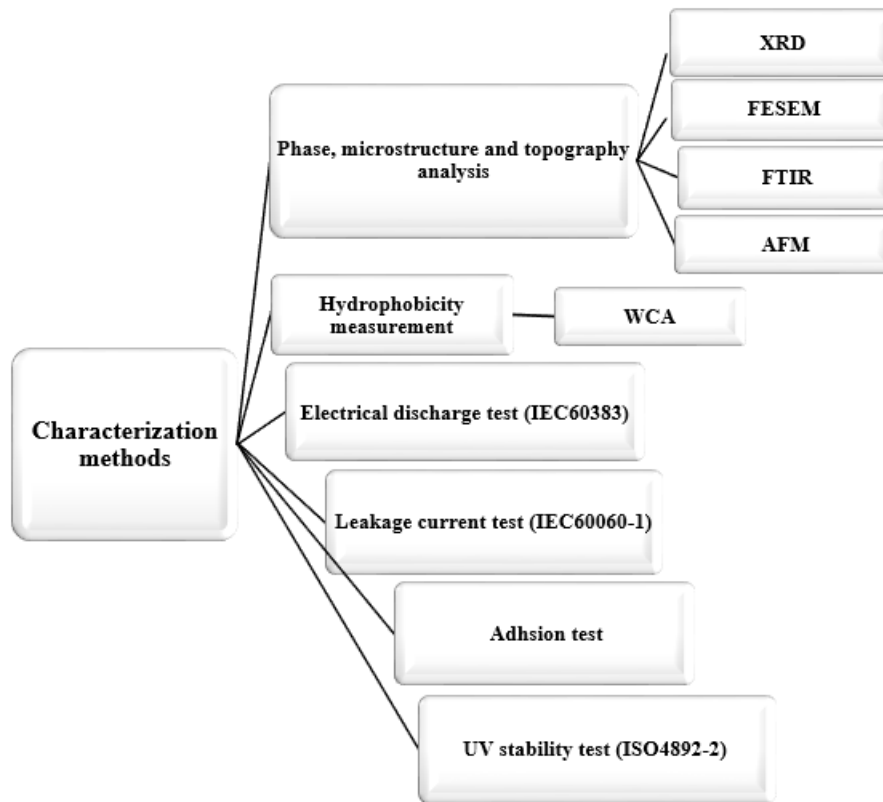 XRD
FESEM
Phase, microstructure and topography
analysis
FTIR
AFM
Hydrophobicity
measurement
WCA
Characterization
methods
Electrical discharge test (IEC60383)
Leakage current test (IEC60060-1)
Adhsion test
UV stability test (ISO4892-2)